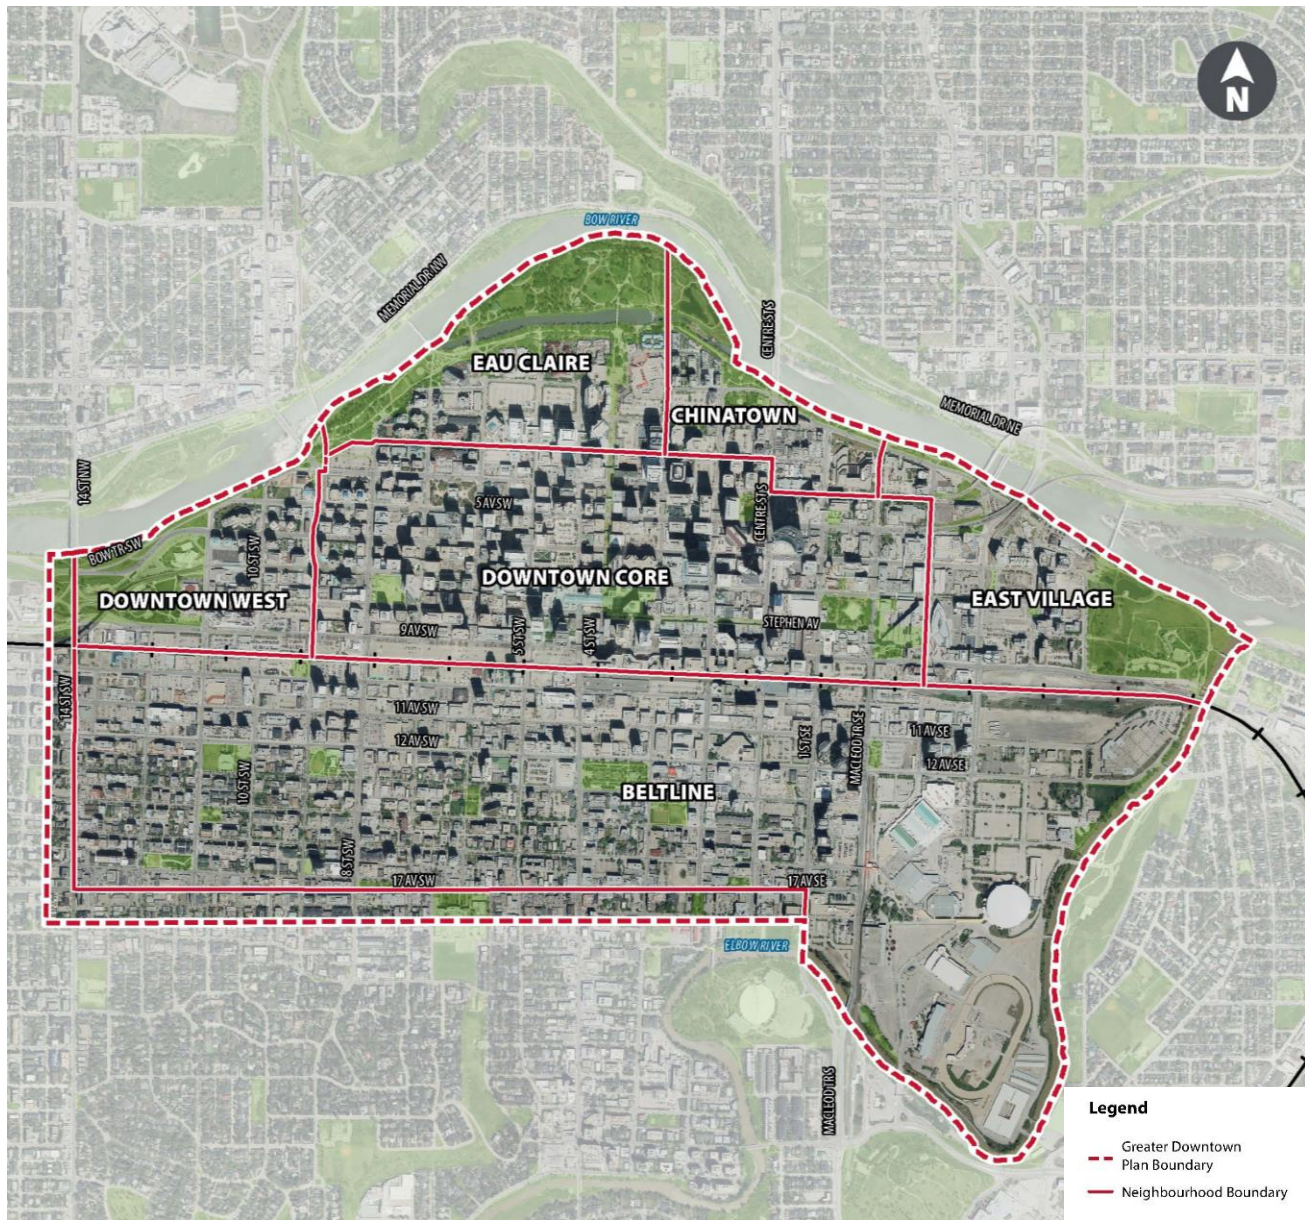 N
BOW RIVER
MEMORIAL DR NW
CENTRE ST S
EAU CLAIRE
CHINATOWN
MEMORIAL DR NE
14 ST NW
5 AV SW
CENTRE ST S
BOW TR SW
10 ST SW
DOWNTOWN CORE
DOWNTOWN WEST
EAST VILLAGE
9 AV SW
5 ST SW
4 ST SW
STEPHEN AV
14 ST SW
11 AV SW
12 AV SW
1 ST SE
MACLEOD TR SE
11 AV SE
12 AV SE
10 ST SW
BELTLINE
8 ST SW
17 AV SW
17 AV SE
ELBOW RIVER
MACLEOD TR S
Legend
Greater Downtown
Plan Boundary
Neighbourhood Boundary